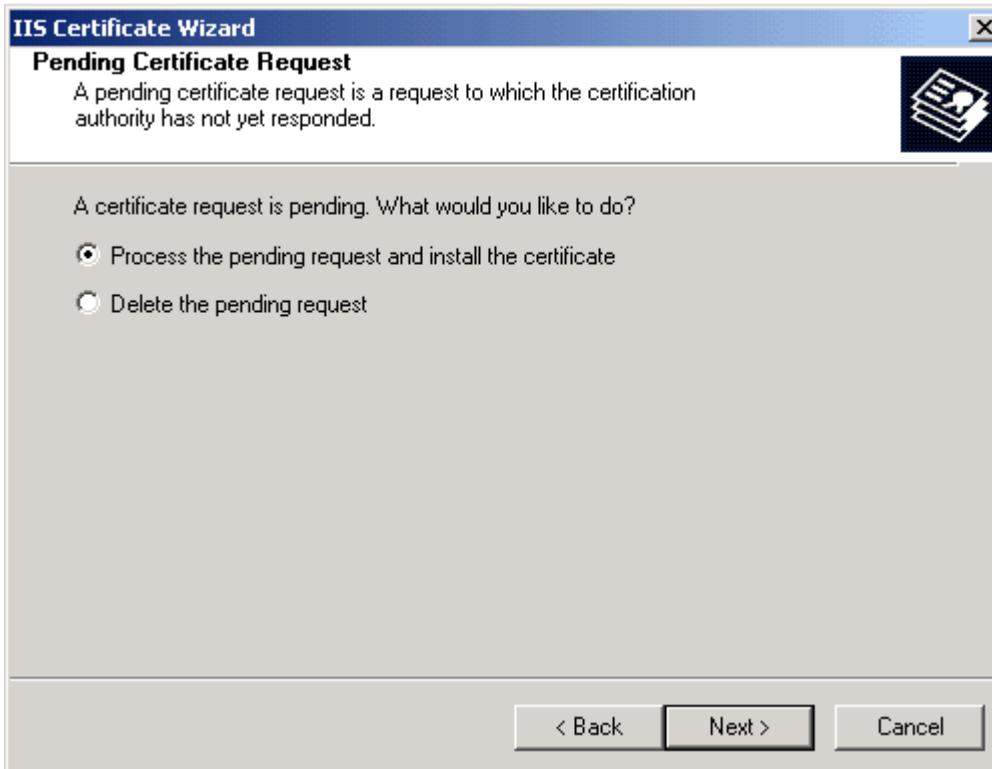 IIS Certificate Wizard
Pending Certificate Request
A pending certificate request is a request to which the certification
authority has not yet responded.
A certificate request is pending. What would you like to do?
Process the pending request and install the certificate
Delete the pending request
< Back Next > Cancel